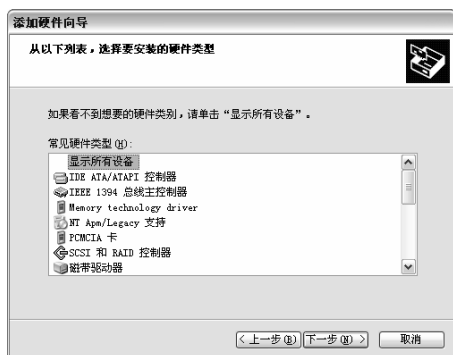 添加硬件向导
从以下列表，选择要安装的硬件类型
如果看不到想要的硬件类别，请单击“显示所有设备”。
常见硬件类型(H):
显示所有设备
IDE ATA/ATAPI 控制器
IEEE 1394 总线主控制器
Memory technology driver
NT Apm/Legacy 支持
PCMCIA 卡
SCSI 和 RAID 控制器
磁带驱动器
< 上一步(B) 下一步(N) > 取消